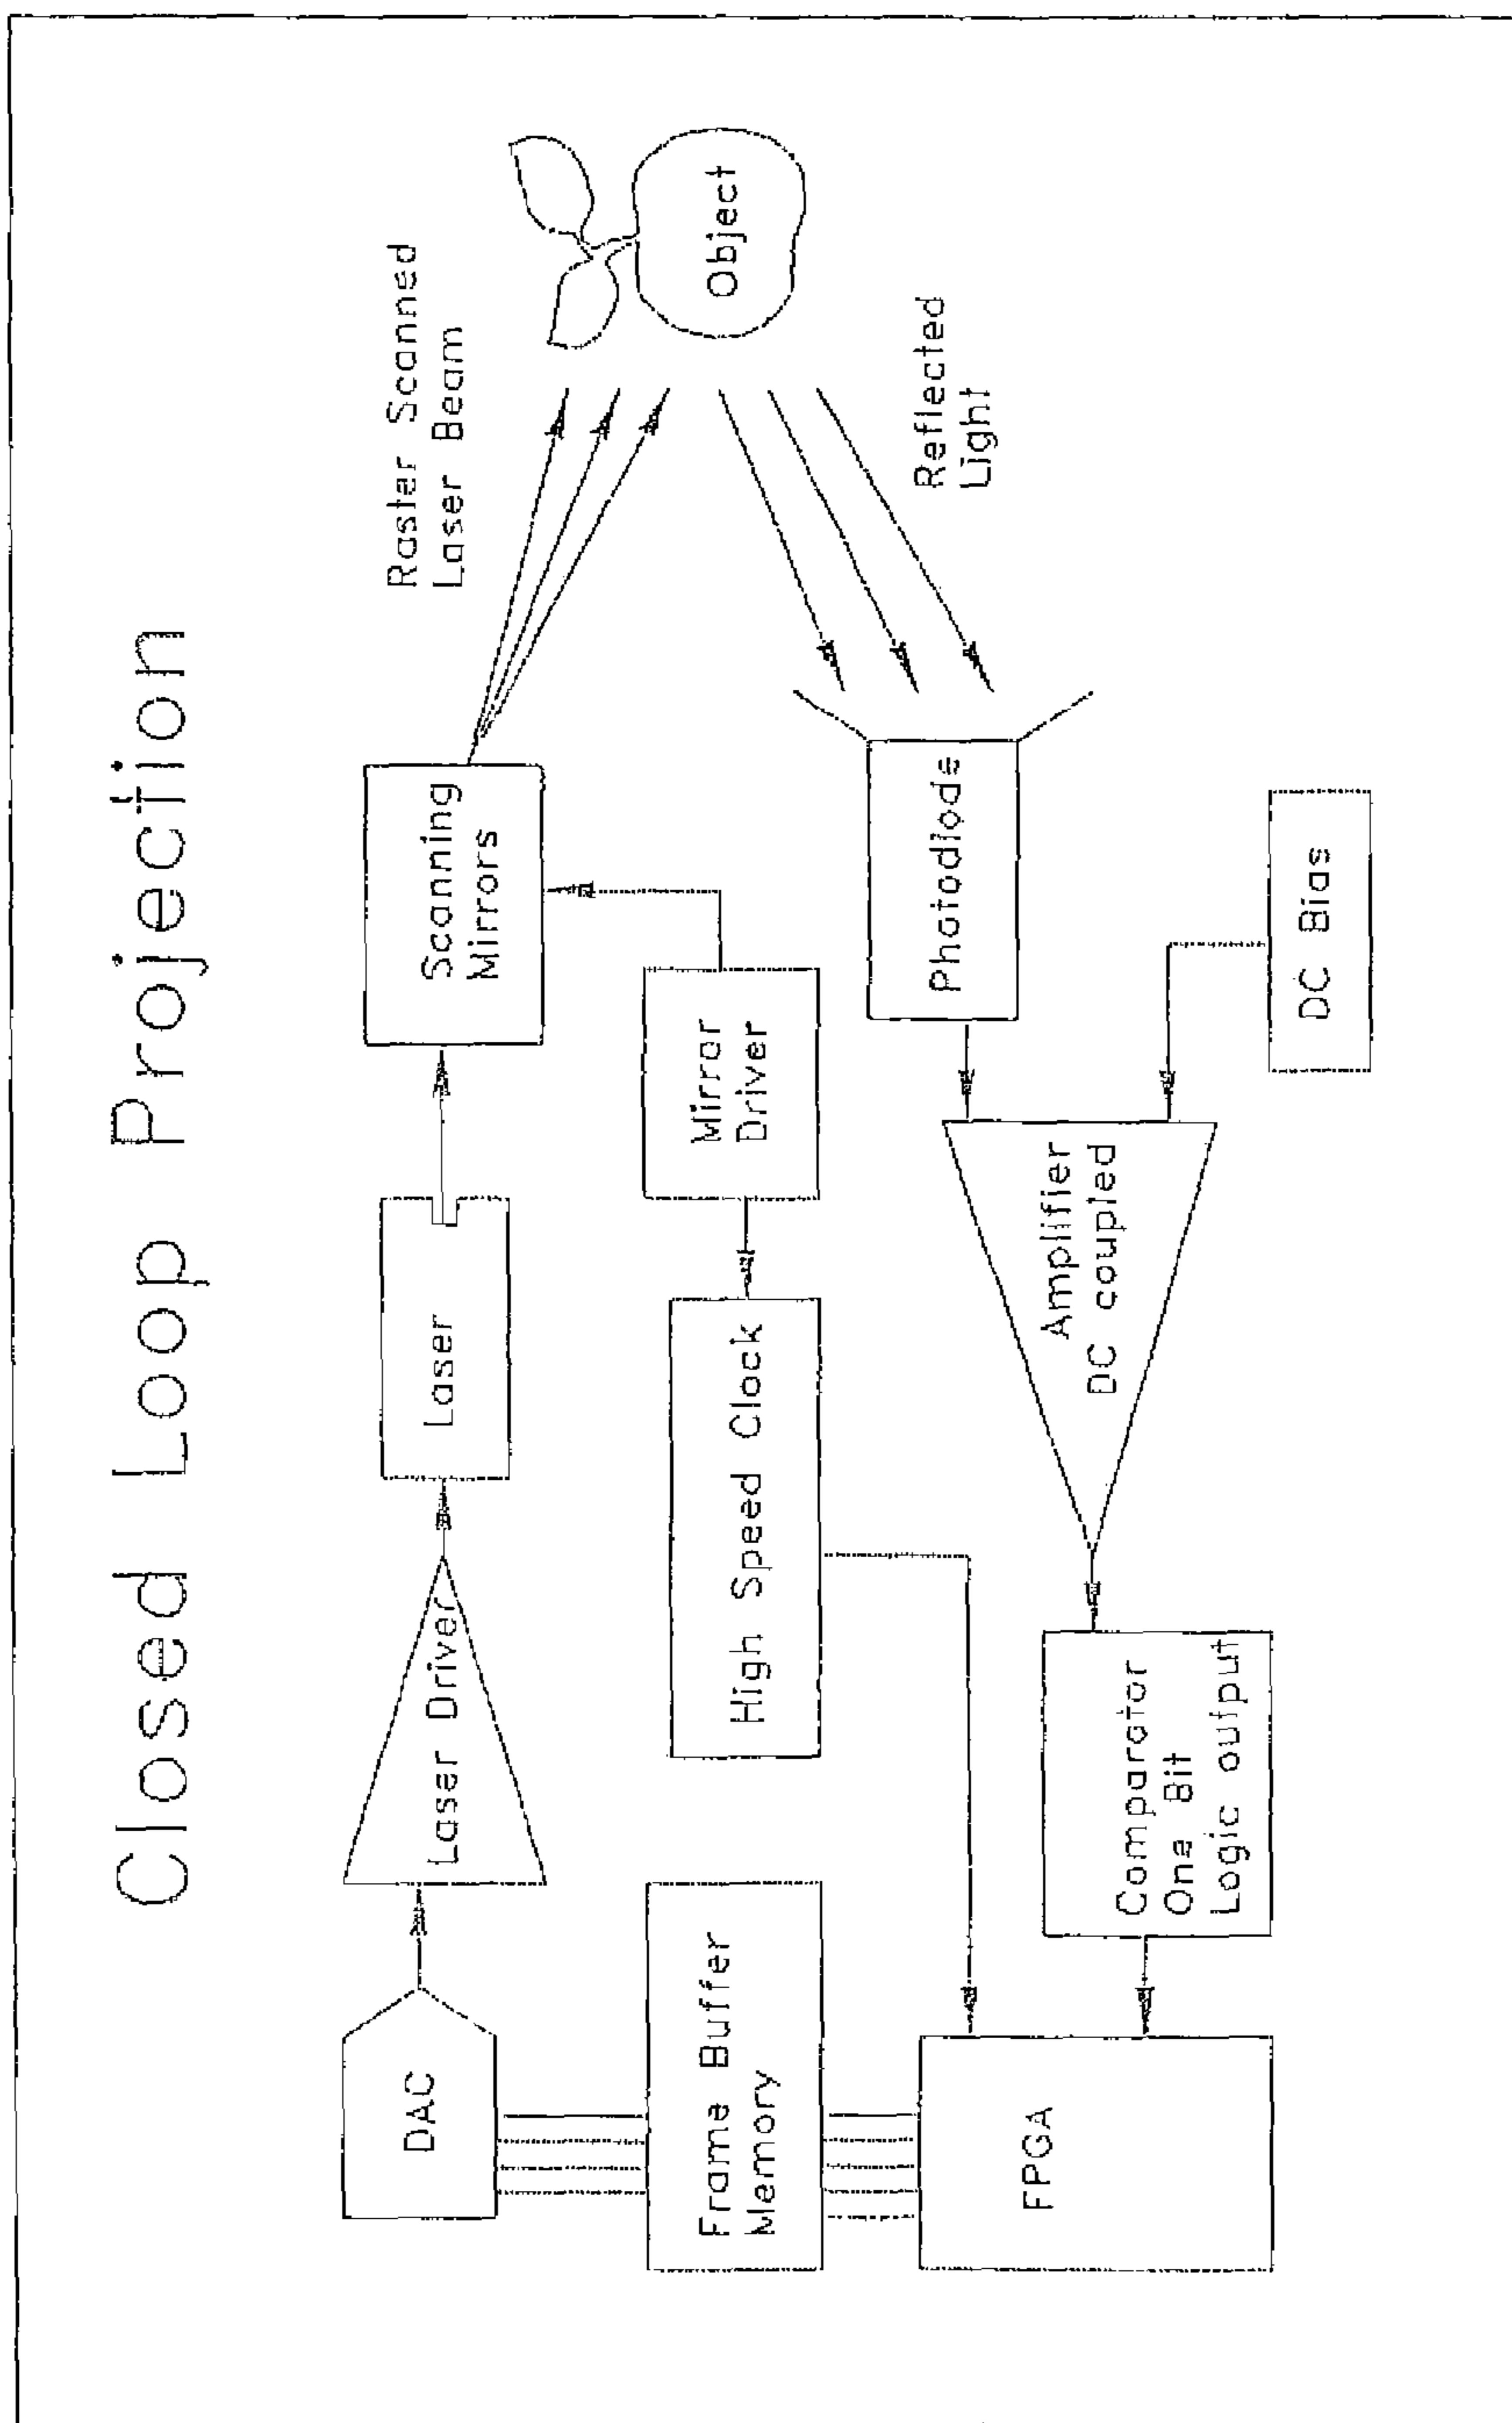 Closed Loop Projection
DAC
Laser Driver
Laser
Scanning
Mirrors
Raster Scanned
Laser Beam
Object
Frame Buffer
Memory
High Speed Clock
Mirror
Driver
Photodiode
Reflected
Light
FPGA
Comparator
One Bit
Logic output
Amplifier
DC coupled
DC Bias